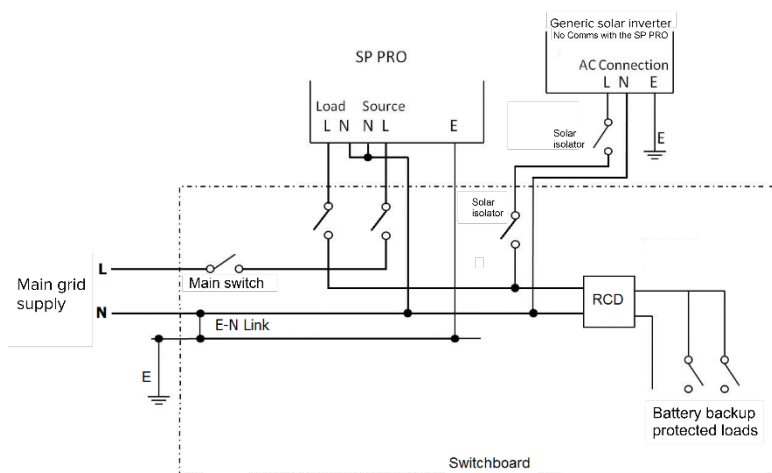 Generic solar inverter
No Comms with the SP PRO
AC Connection
L N E
SP PRO
Load Source
L N N L E
Solar
isolator
E
Solar
isolator
Main grid
supply
L
Main switch
N
E-N Link
RCD
E
Battery backup
protected loads
Switchboard